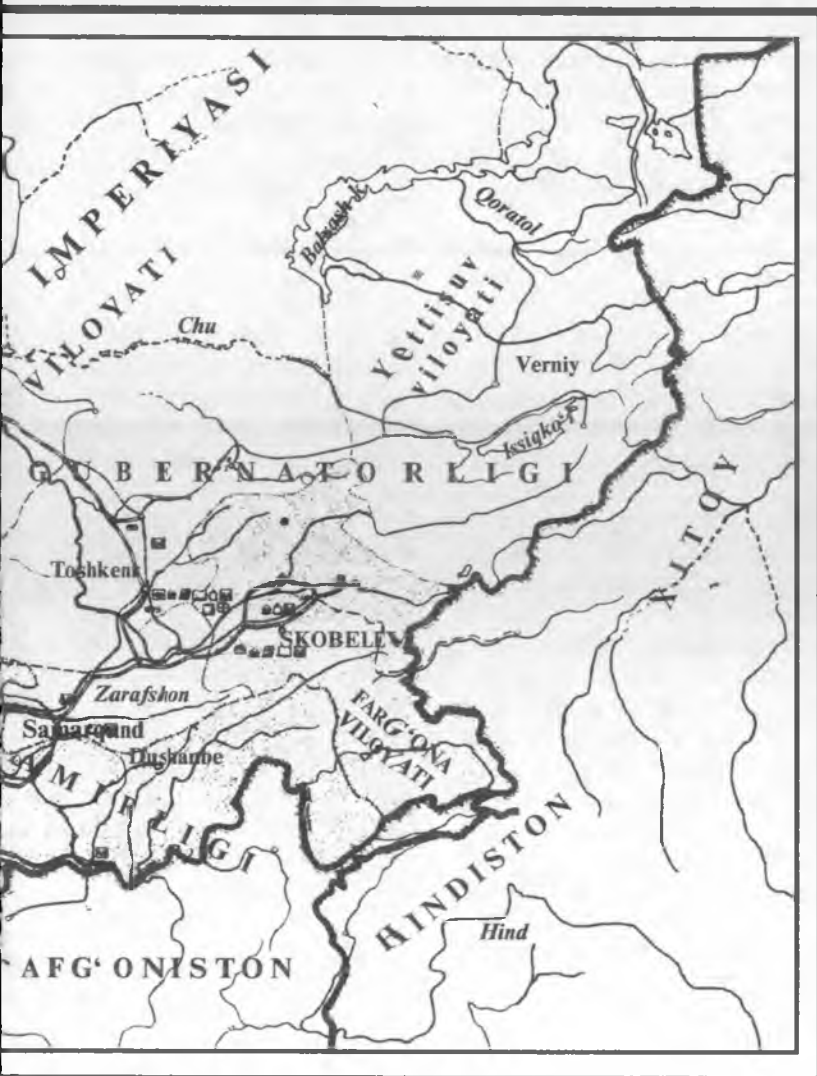 IMPERIYASI
VILOYATI
Balxash k.
Qoratol
Chu
Yettisuv
viloyati
Verniy
Issiqko‘l
GUBERNATORLIGI
XITOY
Toshkent
SKOBELEV
Zarafshon
Samarqand
Dushanbe
FARG‘ONA
VILOYATI
AMIRLIGI
HINDISTON
Hind
AFG‘ONISTON